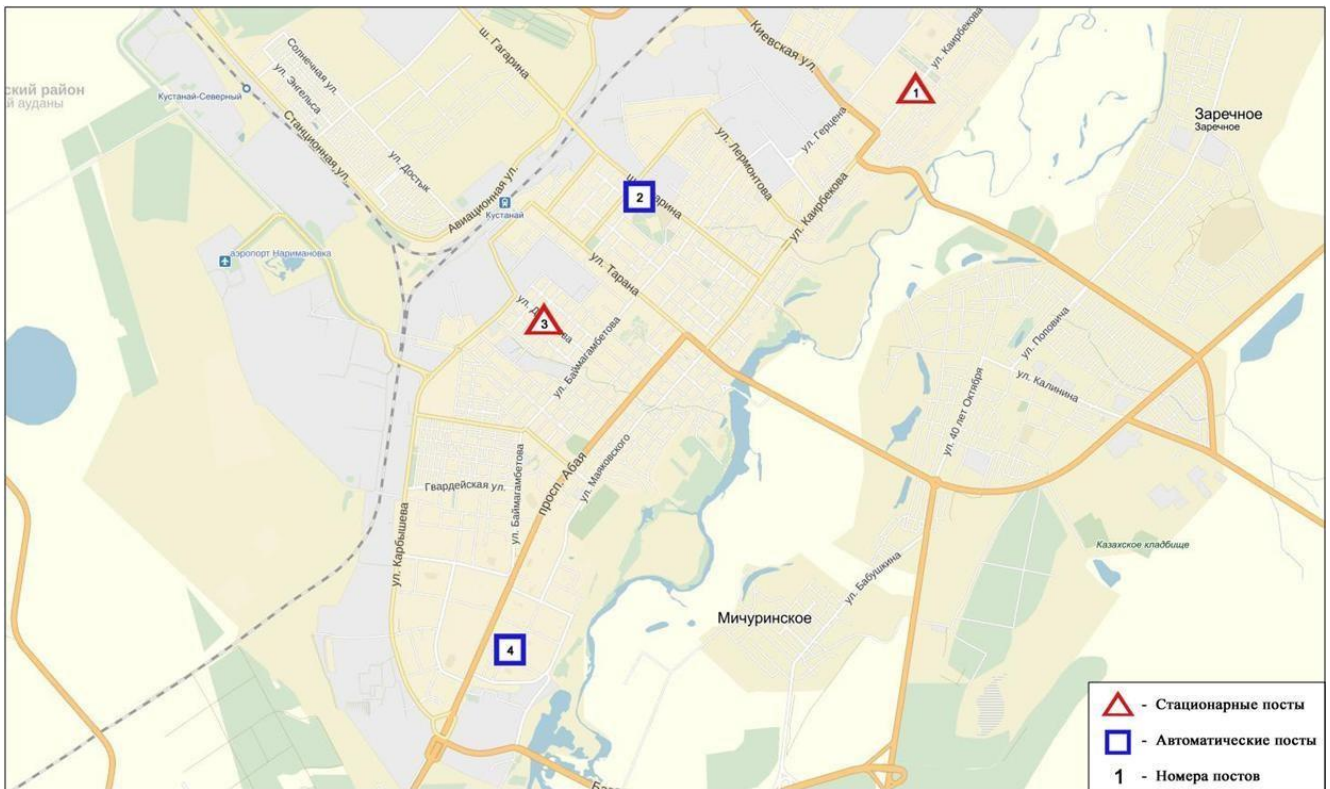 ский район
й ауданы
Кустанай-Северный
Солнечная ул.
ул. Энгельса
Станционная ул.
ул. Достык
Авиационная ул.
Кустанай
аэропорт Наримановка
ш. Гагарина
2
ул. Лермонтова
ул. Герцена
Киевская ул.
ул. Каирбекова
1
ул. Каирбекова
Заречное
Заречное
ул. Тарана
3
ул. Баймагамбетова
ул. Поповича
ул. Калинина
ул. 40 лет Октября
Гвардейская ул.
ул. Баймагамбетова
просп. Абая
ул. Маяковского
ул. Карбышева
Казахское кладбище
ул. Бабушкина
Мичуринское
4
- Стационарные посты
- Автоматические посты
1 - Номера постов